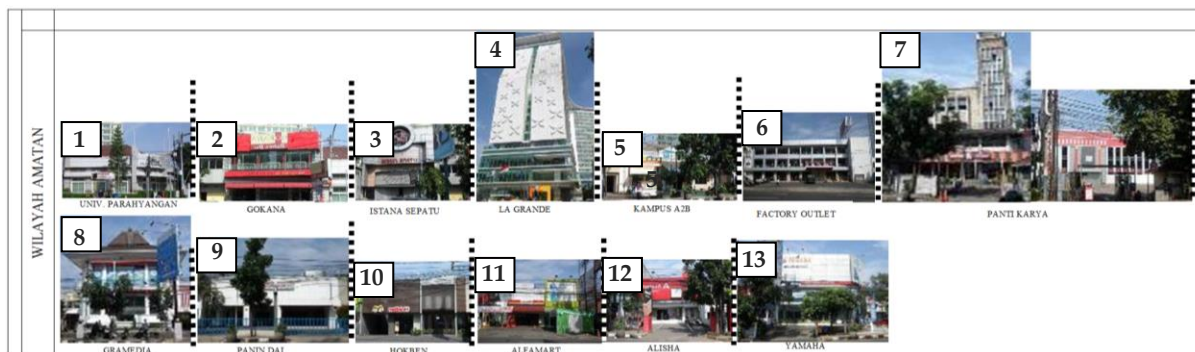 WILAYAH AMATAN
1
2
3
4
5
6
7
UNIV. PARAHYANGAN
GOKANA
ISTANA SEPATU
LA GRANDE
KAMPUS A2B
FACTORY OUTLET
PANTI KARYA
8
9
10
11
12
13
GRAMEDIA
PANIN DAI
HOKBEN
ALFAMART
ALISHA
YAMAHA